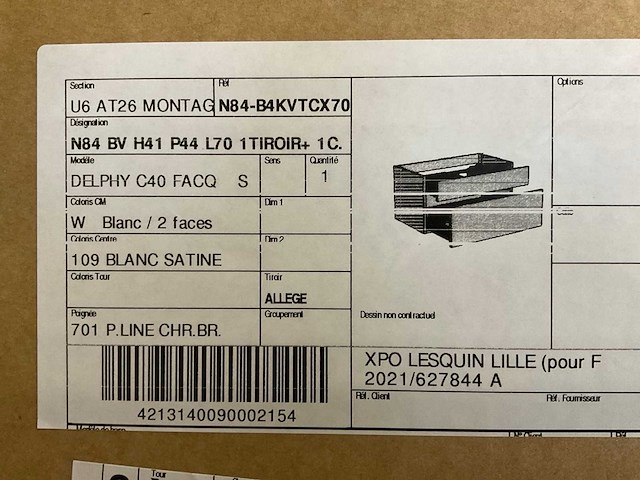 Section
Réf.
Options
U6 AT26 MONTAG N84-B4KVTCX70
Désignation
N84 BV H41 P44 L70 1TIROIR+ 1C.
Modèle
Sens
Quantité
DELPHY C40 FACQ S
1
Coloris CM
Dim 1
W Blanc / 2 faces
Coloris Centre
Dim 2
109 BLANC SATINE
Coloris Tour
Tiroir
ALLEGE
Poignée
Groupement
Dessin non contractuel
701 P.LINE CHR.BR.
XPO LESQUIN LILLE (pour F
2021/627844 A
Réf. Client
Réf. Fournisseur
4213140090002154
Modèle de base
Tour